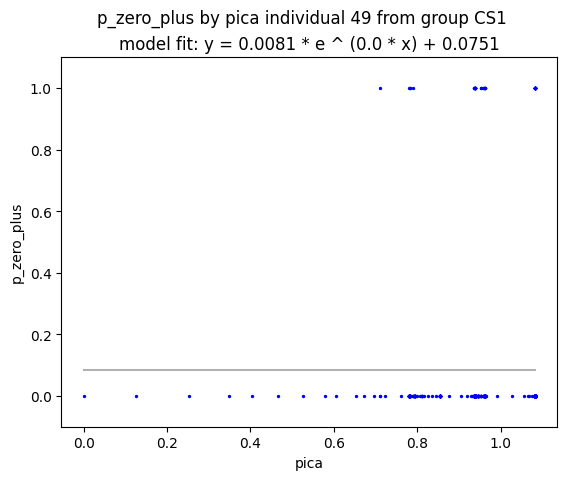 p_zero_plus by pica individual 49 from group CS1
model fit: y = 0.0081 * e ^ (0.0 * x) + 0.0751
1.0
0.8
0.6
0.4
0.2
0.0
p_zero_plus
0.0 0.2 0.4 0.6 0.8 1.0
pica